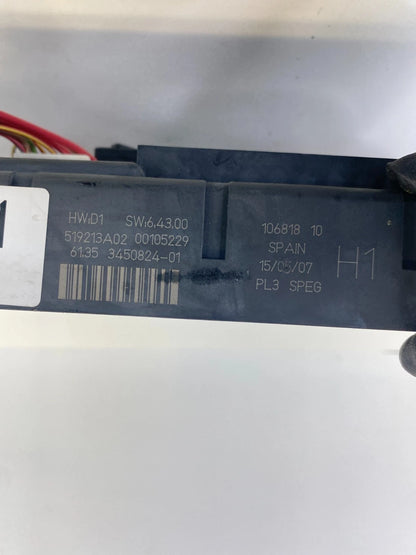 HW:D1 SW:6.43.00
519213A02 00105229
61.35 3450824-01
106818 10
SPAIN
15/05/07
PL3 SPEG
H1
1